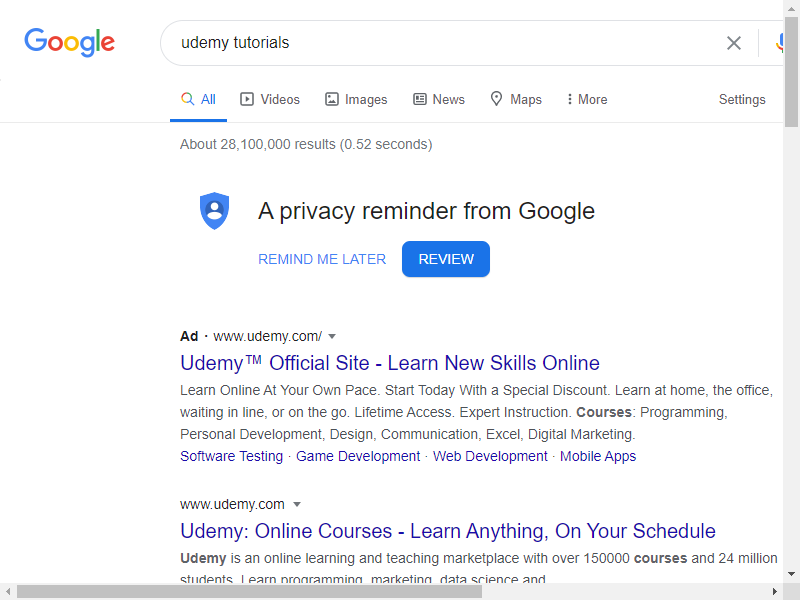 Google
udemy tutorials
All Videos Images News Maps More Settings
About 28,100,000 results (0.52 seconds)
A privacy reminder from Google
REMIND ME LATER REVIEW
Ad · www.udemy.com/
Udemy™ Official Site - Learn New Skills Online
Learn Online At Your Own Pace. Start Today With a Special Discount. Learn at home, the office,
waiting in line, or on the go. Lifetime Access. Expert Instruction. Courses: Programming,
Personal Development, Design, Communication, Excel, Digital Marketing.
Software Testing · Game Development · Web Development · Mobile Apps
www.udemy.com
Udemy: Online Courses - Learn Anything, On Your Schedule
Udemy is an online learning and teaching marketplace with over 150000 courses and 24 million
students. Learn programming, marketing, data science and